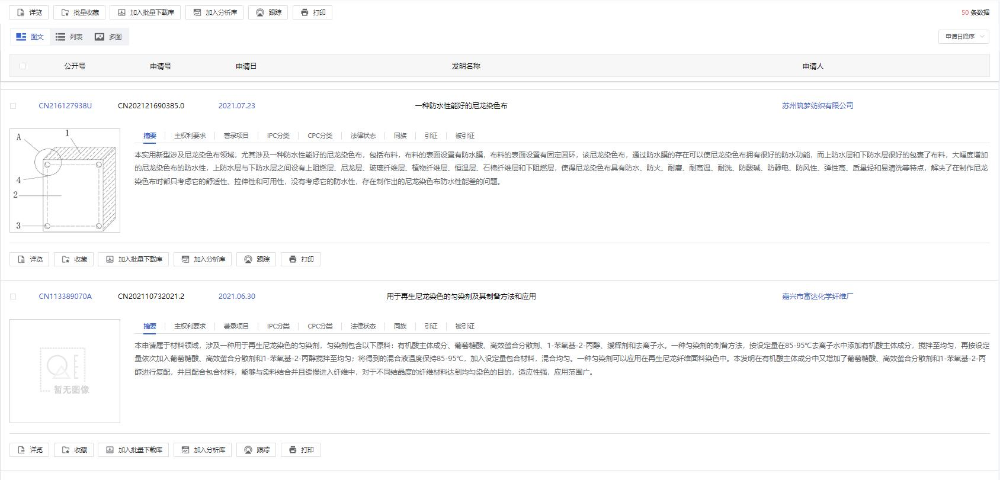 详览 批量收藏 加入批量下载库 加入分析库 跟踪 打印 50 条数据
图文 列表 多图 申请日降序
公开号 申请号 申请日 发明名称 申请人
CN216127938U CN202121690385.0 2021.07.23 一种防水性能好的尼龙染色布 苏州筑梦纺织有限公司
摘要 主权利要求 著录项目 IPC分类 CPC分类 法律状态 同族 引证 被引证
本实用新型涉及尼龙染色布领域，尤其涉及一种防水性能好的尼龙染色布，包括布料，布料的表面设置有防水膜，布料的表面设置有固定圆环，该尼龙染色布，通过防水膜的存在可以使尼龙染色布拥有很好的防水功能，而上防水层和下防水层很好的包裹了布料，大幅度增加
的尼龙染色布的防水性，上防水层与下防水层之间设有上阻燃层、尼龙层、玻璃纤维层、植物纤维层、恒温层、石棉纤维层和下阻燃层，使得尼龙染色布具有防水、防火、耐磨、耐高温、耐洗、防酸碱、防静电、防风性、弹性高、质量轻和易清洗等特点，解决了在制作尼龙
染色布时都只考虑它的舒适性、拉伸性和可用性，没有考虑它的防水性，存在制作出的尼龙染色布防水性能差的问题。
A
1
4
2
3
详览 收藏 加入批量下载库 加入分析库 跟踪 打印
CN113389070A CN202110732021.2 2021.06.30 用于再生尼龙染色的匀染剂及其制备方法和应用 嘉兴市富达化学纤维厂
摘要 主权利要求 著录项目 IPC分类 CPC分类 法律状态 同族 引证 被引证
本申请属于材料领域，涉及一种用于再生尼龙染色的匀染剂，匀染剂包含以下原料：有机酸主体成分、葡萄糖酸、高效螯合分散剂、1-苯氧基-2-丙醇、缓释剂和去离子水。一种匀染剂的制备方法，按设定量在85-95℃去离子水中添加有机酸主体成分，搅拌至均匀，再按设定
量依次加入葡萄糖酸、高效螯合分散剂和1-苯氧基-2-丙醇搅拌至均匀；将得到的混合液温度保持85-95℃，加入设定量包合材料，混合均匀。一种匀染剂可以应用在再生尼龙纤维面料染色中。本发明在有机酸主体成分中又增加了葡萄糖酸、高效螯合分散剂和1-苯氧基-2-丙
醇进行复配，并且配合包合材料，能够与染料结合并且缓慢进入纤维中，对于不同结晶度的纤维材料达到均匀染色的目的，适应性强，应用范围广。
暂无图像
详览 收藏 加入批量下载库 加入分析库 跟踪 打印